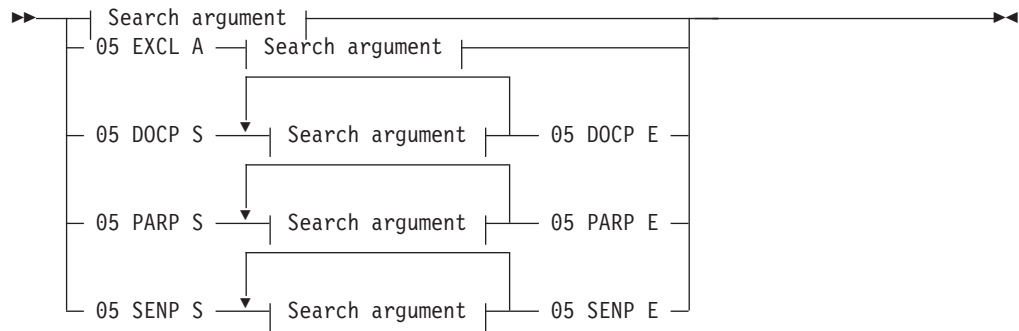 Search argument
05 EXCL A Search argument
05 DOCP S Search argument 05 DOCP E
05 PARP S Search argument 05 PARP E
05 SENP S Search argument 05 SENP E